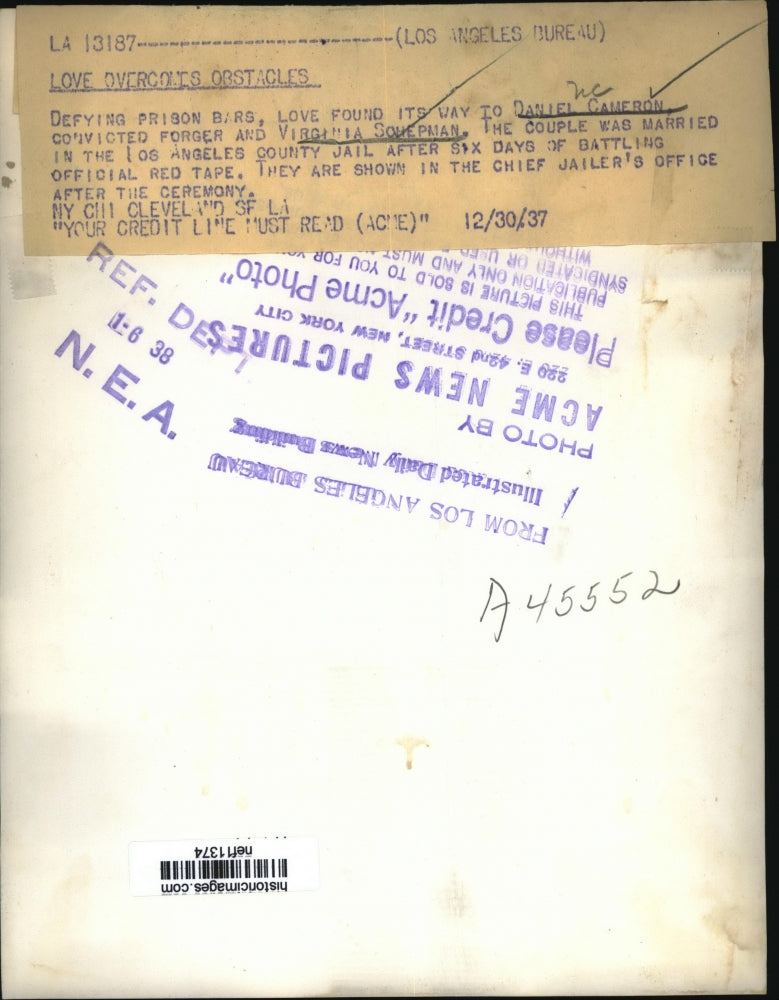 LA 13187-----------------------------(LOS ANGELES BUREAU)
LOVE OVERCOMES OBSTACLES
nc
DEFYING PRISON BARS, LOVE FOUND ITS WAY TO DANIEL CAMERON,
CONVICTED FORGER AND VIRGINIA SCHEPMAN. THE COUPLE WAS MARRIED
IN THE LOS ANGELES COUNTY JAIL AFTER SIX DAYS OF BATTLING
OFFICIAL RED TAPE. THEY ARE SHOWN IN THE CHIEF JAILER'S OFFICE
AFTER THE CEREMONY.
NY CHI CLEVELAND SF LA
"YOUR CREDIT LINE MUST READ (ACME)" 12/30/37
REF. DEPT
1-6 38
N. E. A.
FROM LOS ANGELES BUREAU
Illustrated Daily News Building
PHOTO BY
ACME NEWS PICTURES
220 E. 42nd STREET, NEW YORK CITY
Please Credit "Acme Photo"
THIS PICTURE IS SOLD TO YOU FOR
PUBLICATION ONLY AND MUST
SYNDICATED OR USED
A45552
historicimages.com
nef11374